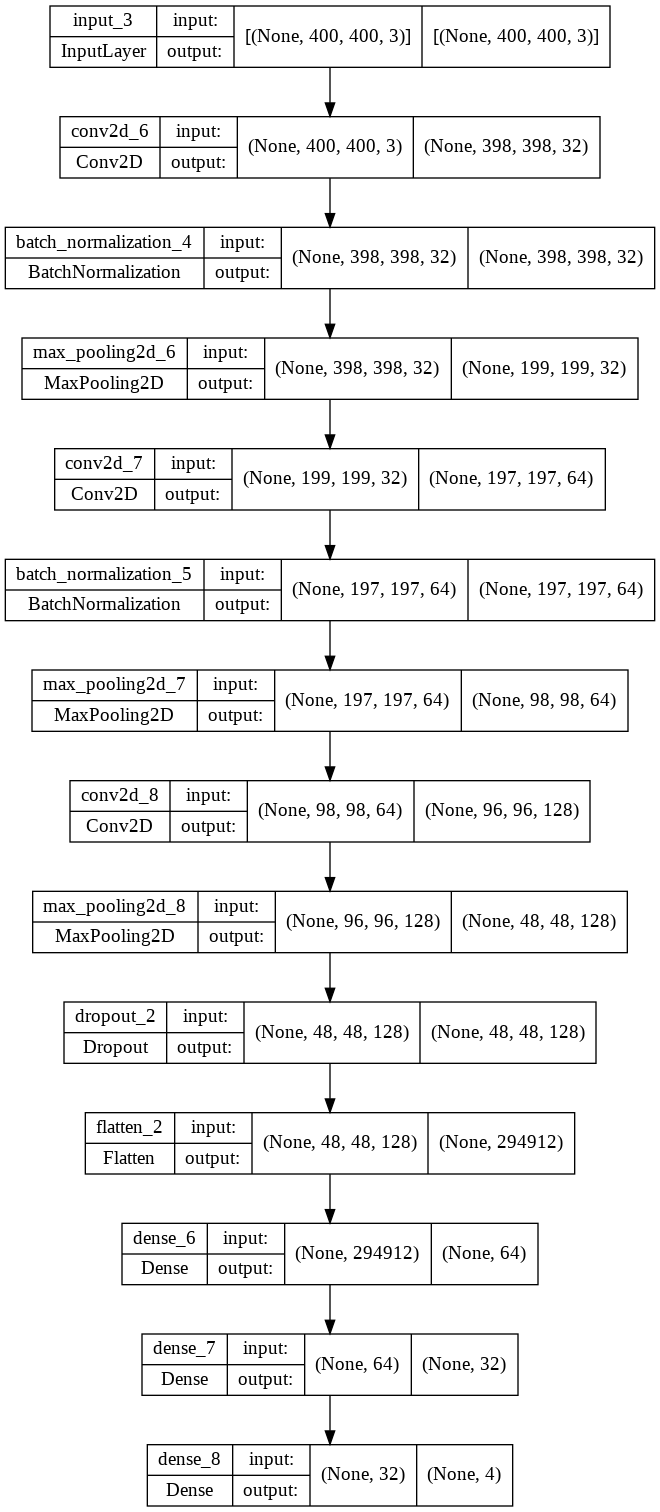 input_3 input: [(None, 400, 400, 3)] [(None, 400, 400, 3)]
InputLayer output:
conv2d_6 input: (None, 400, 400, 3) (None, 398, 398, 32)
Conv2D output:
batch_normalization_4 input: (None, 398, 398, 32) (None, 398, 398, 32)
BatchNormalization output:
max_pooling2d_6 input: (None, 398, 398, 32) (None, 199, 199, 32)
MaxPooling2D output:
conv2d_7 input: (None, 199, 199, 32) (None, 197, 197, 64)
Conv2D output:
batch_normalization_5 input: (None, 197, 197, 64) (None, 197, 197, 64)
BatchNormalization output:
max_pooling2d_7 input: (None, 197, 197, 64) (None, 98, 98, 64)
MaxPooling2D output:
conv2d_8 input: (None, 98, 98, 64) (None, 96, 96, 128)
Conv2D output:
max_pooling2d_8 input: (None, 96, 96, 128) (None, 48, 48, 128)
MaxPooling2D output:
dropout_2 input: (None, 48, 48, 128) (None, 48, 48, 128)
Dropout output:
flatten_2 input: (None, 48, 48, 128) (None, 294912)
Flatten output:
dense_6 input: (None, 294912) (None, 64)
Dense output:
dense_7 input: (None, 64) (None, 32)
Dense output:
dense_8 input: (None, 32) (None, 4)
Dense output: